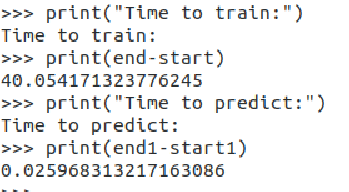 >>> print("Time to train:")
Time to train:
>>> print(end-start)
40.054171323776245
>>> print("Time to predict:")
Time to predict:
>>> print(end1-start1)
0.025968313217163086